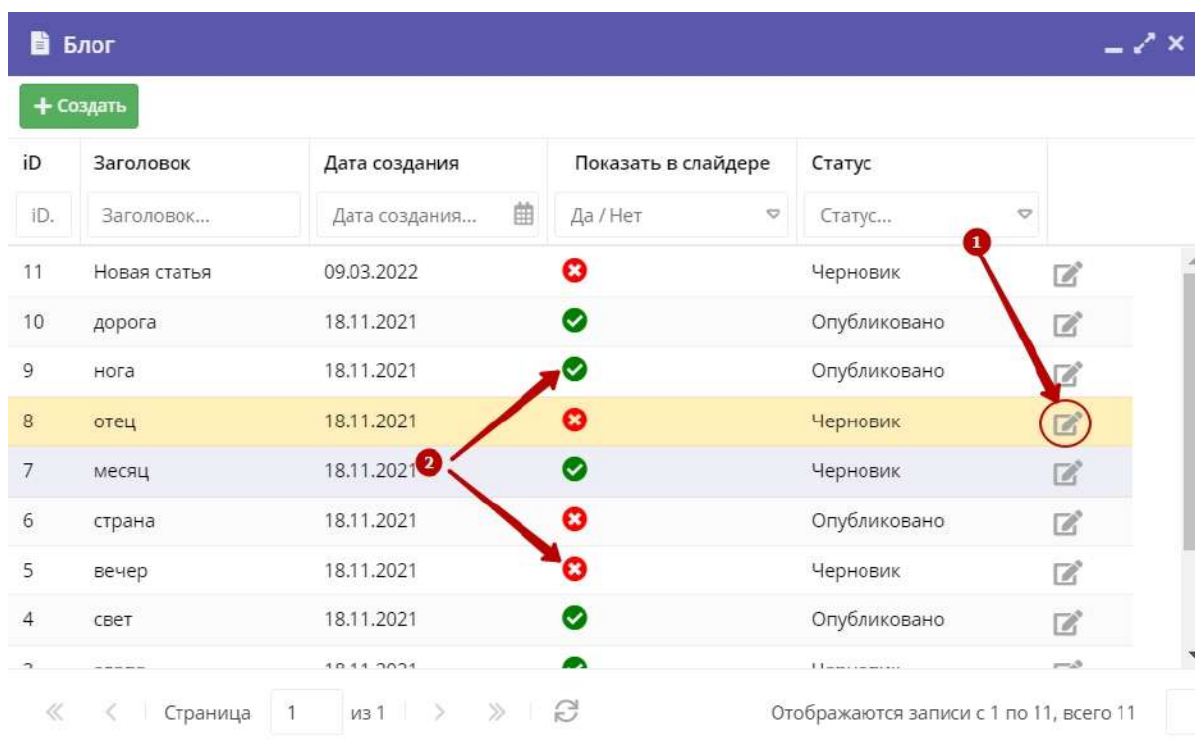 Блог
Создать
iD Заголовок Дата создания Показать в слайдере Статус
iD. Заголовок... Дата создания... Да / Нет Статус...
1
11 Новая статья 09.03.2022 Черновик
10 дорога 18.11.2021 Опубликовано
9 нога 18.11.2021 Опубликовано
8 отец 18.11.2021 Черновик
2
7 месяц 18.11.2021 Черновик
6 страна 18.11.2021 Опубликовано
5 вечер 18.11.2021 Черновик
4 свет 18.11.2021 Опубликовано
18.11.2021
Страница 1 из 1 Отображаются записи с 1 по 11, всего 11